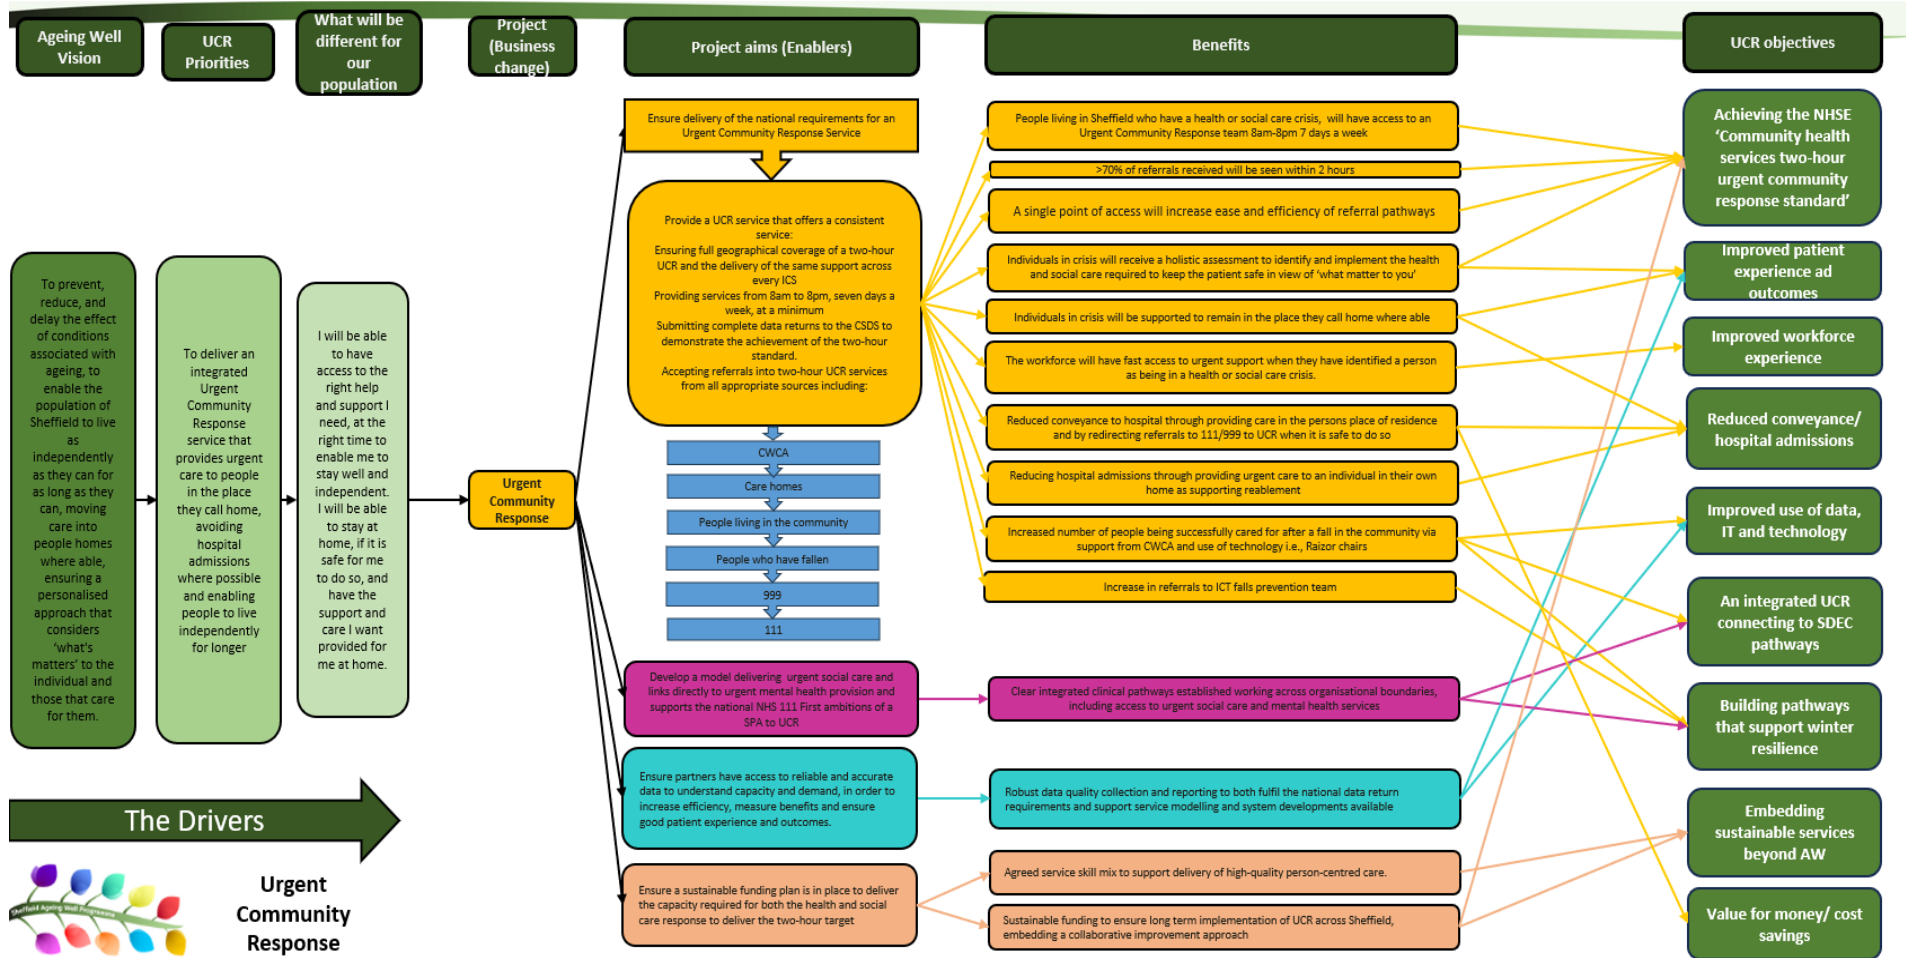 Ageing Well
Vision
UCR
Priorities
What will be
different for
our
population
Project
(Business
change)
Project aims (Enablers)
Benefits
UCR objectives
To prevent,
reduce, and
delay the effect
of conditions
associated with
ageing, to
enable the
population of
Sheffield to live
as
independently
as they can for
as long as they
can, moving
care into
people homes
where able,
ensuring a
personalised
approach that
considers
‘what's
matters’ to the
individual and
those that care
for them.
To deliver an
integrated
Urgent
Community
Response
service that
provides urgent
care to people
in the place
they call home,
avoiding
hospital
admissions
where possible
and enabling
people to live
independently
for longer
I will be able
to have
access to the
right help
and support I
need, at the
right time to
enable me to
stay well and
independent.
I will be able
to stay at
home, if it is
safe for me
to do so, and
have the
support and
care I want
provided for
me at home.
Urgent
Community
Response
Ensure delivery of the national requirements for an
Urgent Community Response Service
Provide a UCR service that offers a consistent
service:
Ensuring full geographical coverage of a two-hour
UCR and the delivery of the same support across
every ICS
Providing services from 8am to 8pm, seven days a
week, at a minimum
Submitting complete data returns to the CSDS to
demonstrate the achievement of the two-hour
standard.
Accepting referrals into two-hour UCR services
from all appropriate sources including:
CWCA
Care homes
People living in the community
People who have fallen
999
111
Develop a model delivering urgent social care and
links directly to urgent mental health provision and
supports the national NHS 111 First ambitions of a
SPA to UCR
Ensure partners have access to reliable and accurate
data to understand capacity and demand, in order to
increase efficiency, measure benefits and ensure
good patient experience and outcomes.
Ensure a sustainable funding plan is in place to deliver
the capacity required for both the health and social
care response to deliver the two-hour target
People living in Sheffield who have a health or social care crisis, will have access to an
Urgent Community Response team 8am-8pm 7 days a week
>70% of referrals received will be seen within 2 hours
A single point of access will increase ease and efficiency of referral pathways
Individuals in crisis will receive a holistic assessment to identify and implement the health
and social care required to keep the patient safe in view of ‘what matter to you’
Individuals in crisis will be supported to remain in the place they call home where able
The workforce will have fast access to urgent support when they have identified a person
as being in a health or social care crisis.
Reduced conveyance to hospital through providing care in the persons place of residence
and by redirecting referrals to 111/999 to UCR when it is safe to do so
Reducing hospital admissions through providing urgent care to an individual in their own
home as supporting reablement
Increased number of people being successfully cared for after a fall in the community via
support from CWCA and use of technology i.e., Raizor chairs
Increase in referrals to ICT falls prevention team
Clear integrated clinical pathways established working across organisational boundaries,
including access to urgent social care and mental health services
Robust data quality collection and reporting to both fulfil the national data return
requirements and support service modelling and system developments available
Agreed service skill mix to support delivery of high-quality person-centred care.
Sustainable funding to ensure long term implementation of UCR across Sheffield,
embedding a collaborative improvement approach
Achieving the NHSE
‘Community health
services two-hour
urgent community
response standard’
Improved patient
experience ad
outcomes
Improved workforce
experience
Reduced conveyance/
hospital admissions
Improved use of data,
IT and technology
An integrated UCR
connecting to SDEC
pathways
Building pathways
that support winter
resilience
Embedding
sustainable services
beyond AW
Value for money/ cost
savings
The Drivers
Sheffield Ageing Well Programme
Urgent
Community
Response